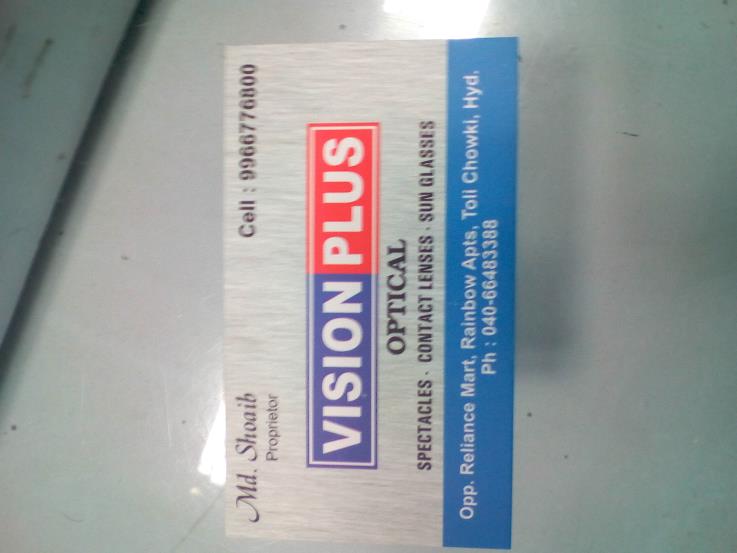 Md. Shoaib
Proprietor
Cell : 9966776800
VISION PLUS
OPTICAL
SPECTACLES · CONTACT LENSES · SUN GLASSES
Opp. Reliance Mart, Rainbow Apts, Toli Chowki, Hyd.
Ph : 040-66483388